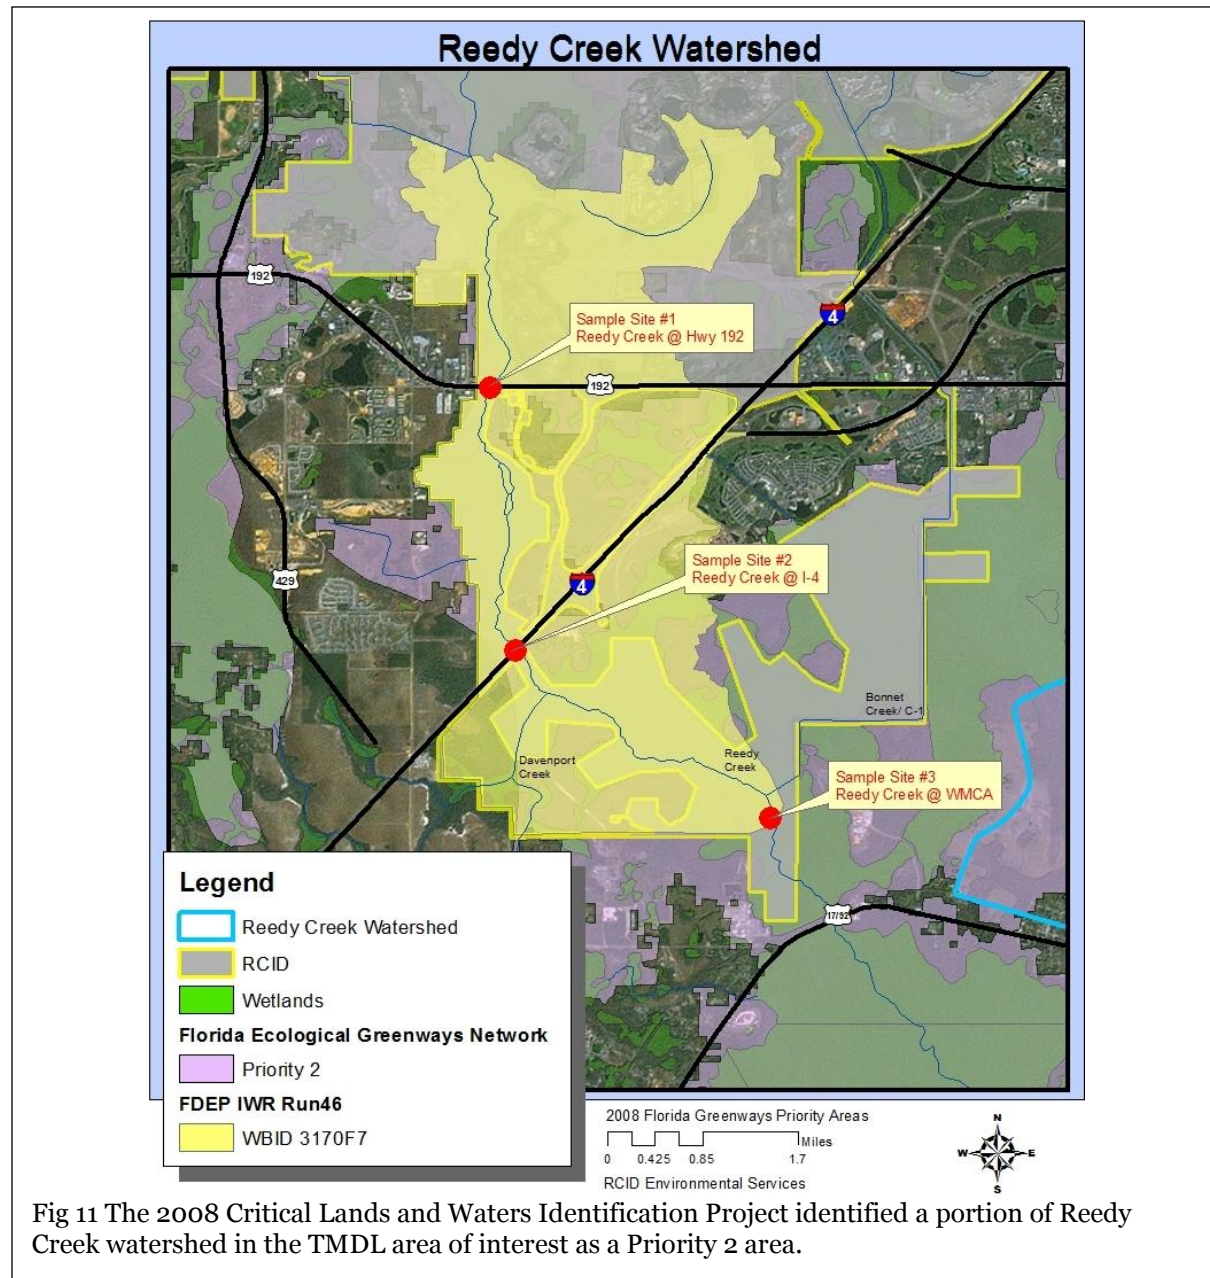 Reedy Creek Watershed
192
Sample Site #1
Reedy Creek @ Hwy 192
4
192
Sample Site #2
Reedy Creek @ I-4
4
429
Bonnet
Creek/ C-1
Davenport
Creek
Reedy
Creek
Sample Site #3
Reedy Creek @ WMCA
17/92
Legend
Reedy Creek Watershed
RCID
Wetlands
Florida Ecological Greenways Network
Priority 2
FDEP IWR Run46
WBID 3170F7
2008 Florida Greenways Priority Areas
Miles
0 0.425 0.85 1.7
RCID Environmental Services
N
W E
S
Fig 11 The 2008 Critical Lands and Waters Identification Project identified a portion of Reedy
Creek watershed in the TMDL area of interest as a Priority 2 area.